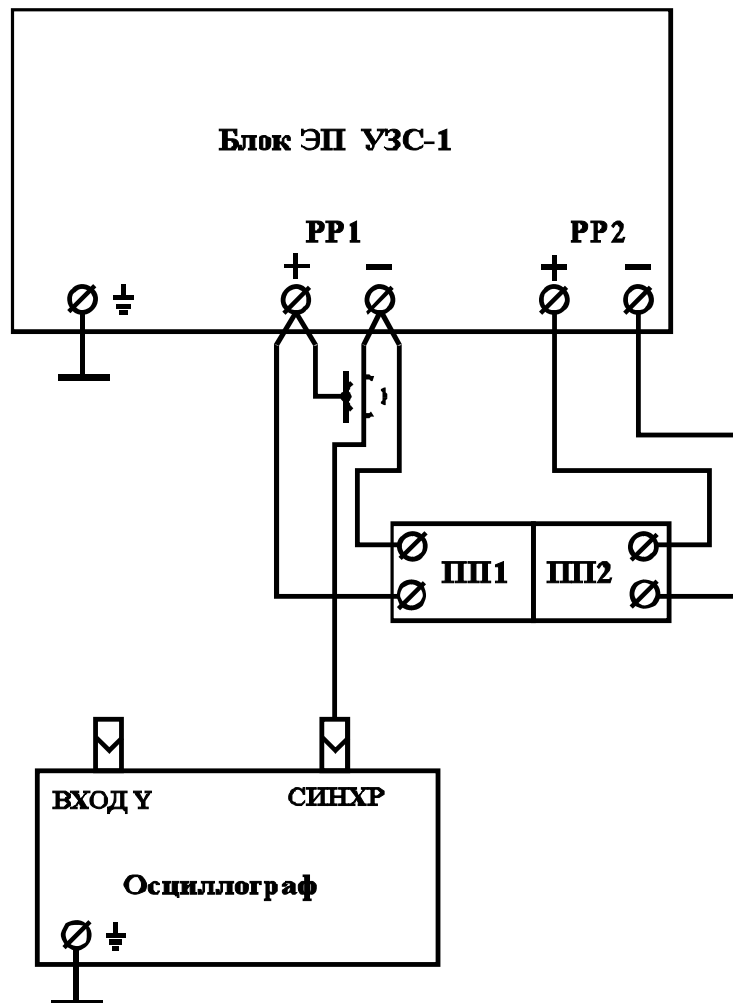 Блок ЭП УЗС-1
РР1 РР2
+ − + −
ПП1 ПП2
ВХОД Y СИНХР
Осциллограф